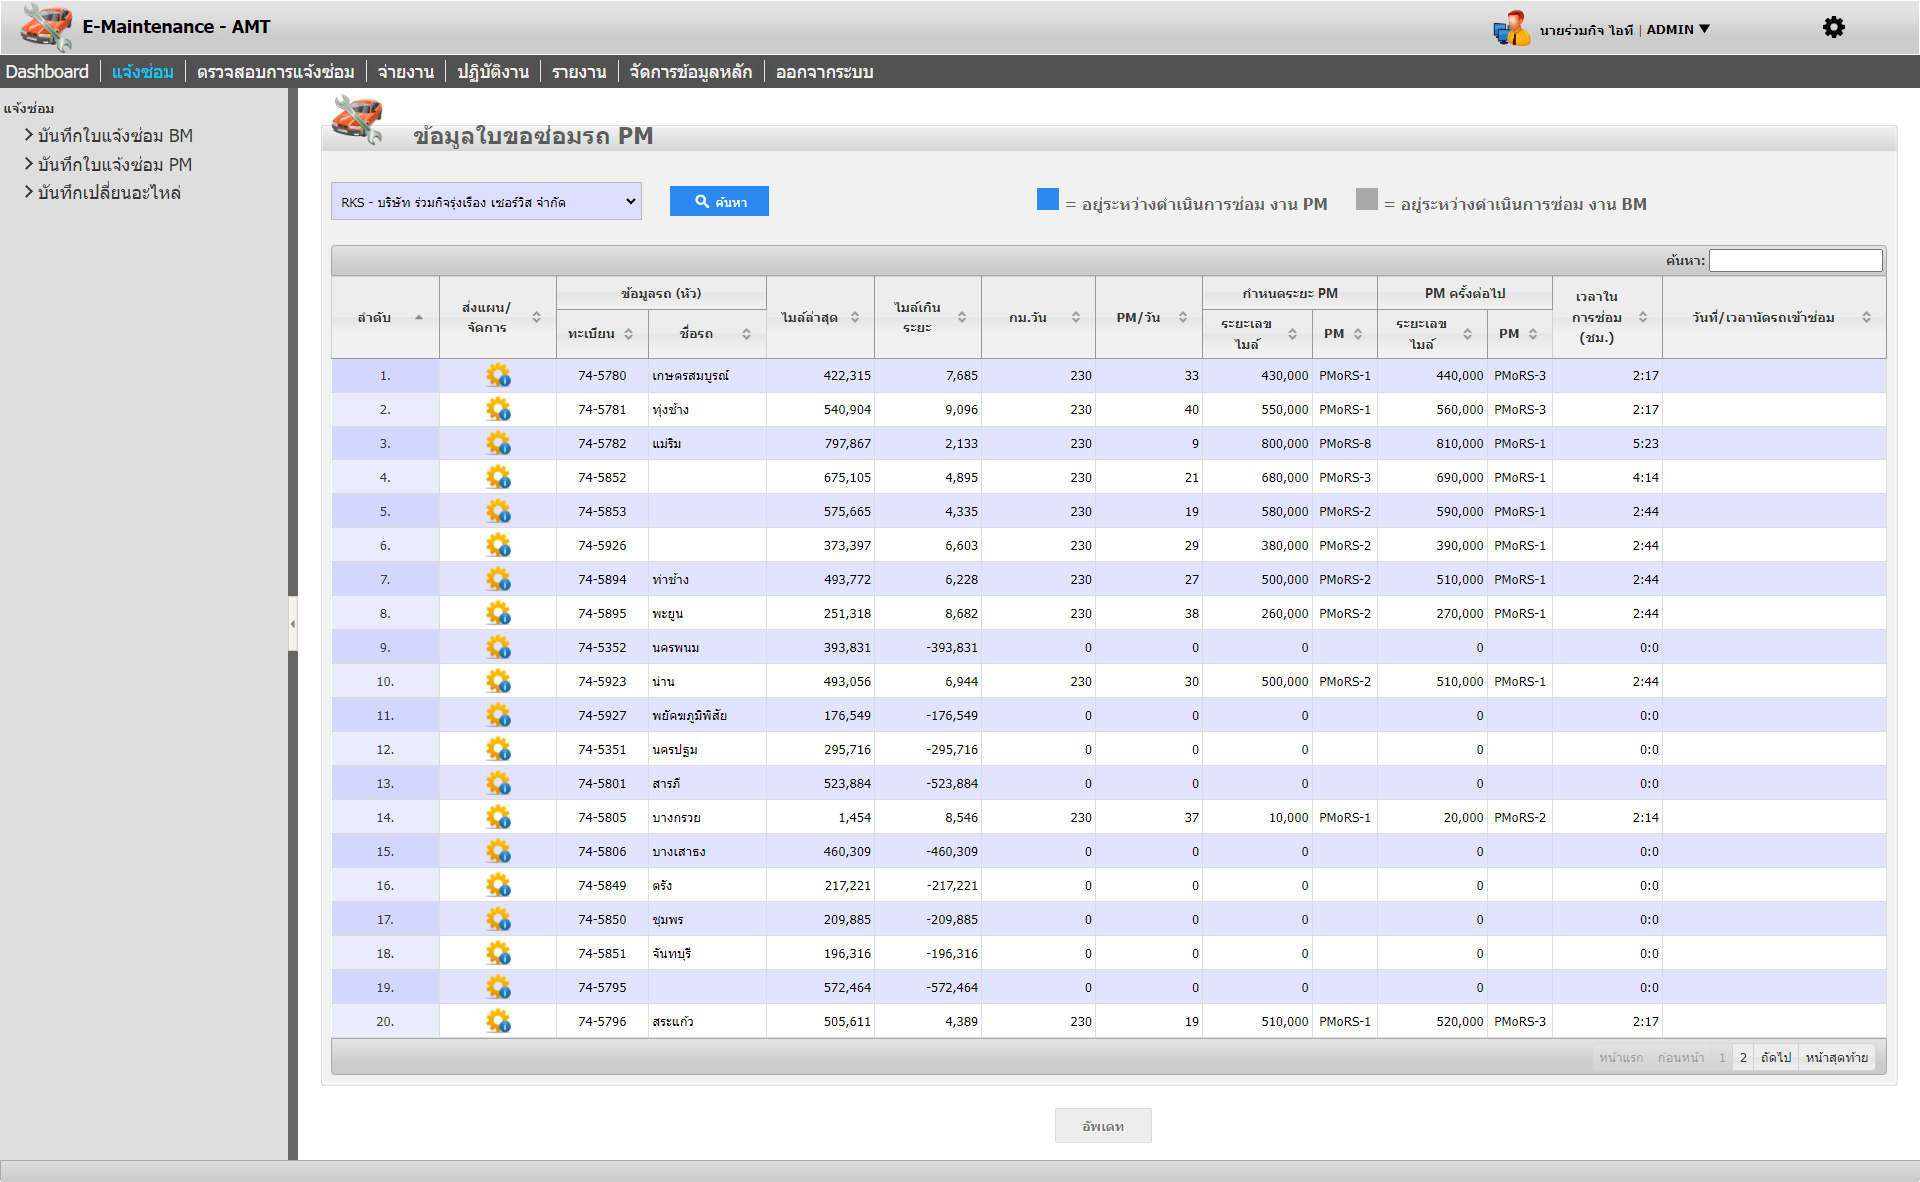 E-Maintenance - AMT
นายร่วมกิจ ไอที | ADMIN ▼
Dashboard | แจ้งซ่อม | ตรวจสอบการแจ้งซ่อม | จ่ายงาน | ปฏิบัติงาน | รายงาน | จัดการข้อมูลหลัก | ออกจากระบบ
แจ้งซ่อม
บันทึกใบแจ้งซ่อม BM
บันทึกใบแจ้งซ่อม PM
บันทึกเปลี่ยนอะไหล่
ข้อมูลใบขอซ่อมรถ PM
RKS - บริษัท ร่วมกิจรุ่งเรือง เซอร์วิส จำกัด
ค้นหา
= อยู่ระหว่างดำเนินการซ่อม งาน PM
= อยู่ระหว่างดำเนินการซ่อม งาน BM
ค้นหา:
ลำดับ
ส่งแผน/
จัดการ
ข้อมูลรถ (หัว)
ทะเบียน
ชื่อรถ
ไมล์ล่าสุด
ไมล์เกิน
ระยะ
กม.วัน
PM/วัน
กำหนดระยะ PM
ระยะเลข
ไมล์
PM
PM ครั้งต่อไป
ระยะเลข
ไมล์
PM
เวลาใน
การซ่อม
(ชม.)
วันที่/เวลานัดรถเข้าซ่อม
1. 74-5780 เกษตรสมบูรณ์ 422,315 7,685 230 33 430,000 PMoRS-1 440,000 PMoRS-3 2:17
2. 74-5781 ทุ่งช้าง 540,904 9,096 230 40 550,000 PMoRS-1 560,000 PMoRS-3 2:17
3. 74-5782 แม่ริม 797,867 2,133 230 9 800,000 PMoRS-8 810,000 PMoRS-1 5:23
4. 74-5852 675,105 4,895 230 21 680,000 PMoRS-3 690,000 PMoRS-1 4:14
5. 74-5853 575,665 4,335 230 19 580,000 PMoRS-2 590,000 PMoRS-1 2:44
6. 74-5926 373,397 6,603 230 29 380,000 PMoRS-2 390,000 PMoRS-1 2:44
7. 74-5894 ท่าช้าง 493,772 6,228 230 27 500,000 PMoRS-2 510,000 PMoRS-1 2:44
8. 74-5895 พะยูน 251,318 8,682 230 38 260,000 PMoRS-2 270,000 PMoRS-1 2:44
9. 74-5352 นครพนม 393,831 -393,831 0 0 0 0 0:0
10. 74-5923 น่าน 493,056 6,944 230 30 500,000 PMoRS-2 510,000 PMoRS-1 2:44
11. 74-5927 พยัคฆภูมิพิสัย 176,549 -176,549 0 0 0 0 0:0
12. 74-5351 นครปฐม 295,716 -295,716 0 0 0 0 0:0
13. 74-5801 สารภี 523,884 -523,884 0 0 0 0 0:0
14. 74-5805 บางกรวย 1,454 8,546 230 37 10,000 PMoRS-1 20,000 PMoRS-2 2:14
15. 74-5806 บางเสาธง 460,309 -460,309 0 0 0 0 0:0
16. 74-5849 ตรัง 217,221 -217,221 0 0 0 0 0:0
17. 74-5850 ชุมพร 209,885 -209,885 0 0 0 0 0:0
18. 74-5851 จันทบุรี 196,316 -196,316 0 0 0 0 0:0
19. 74-5795 572,464 -572,464 0 0 0 0 0:0
20. 74-5796 สระแก้ว 505,611 4,389 230 19 510,000 PMoRS-1 520,000 PMoRS-3 2:17
หน้าแรก ก่อนหน้า 1 2 ถัดไป หน้าสุดท้าย
อัพเดท